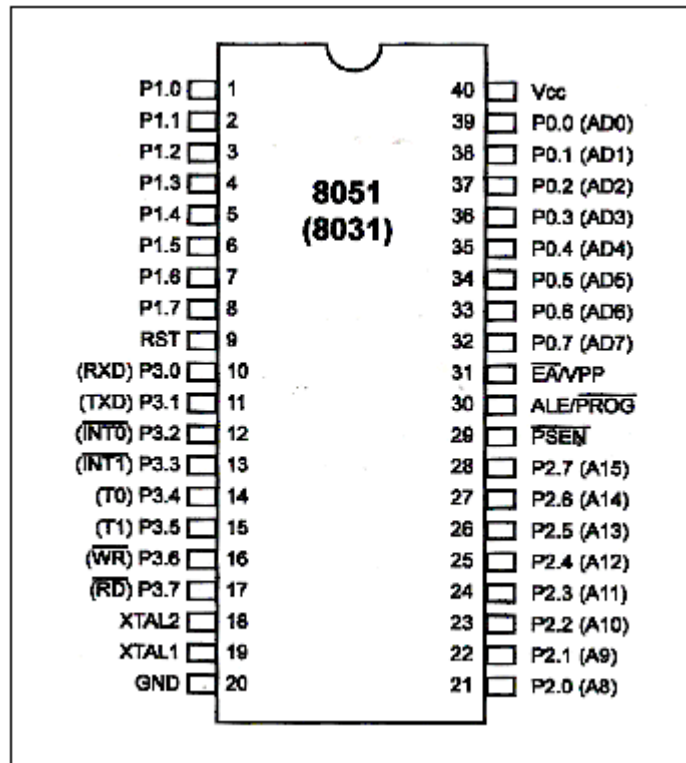 P1.0 1 40 Vcc
P1.1 2 39 P0.0 (AD0)
P1.2 3 38 P0.1 (AD1)
P1.3 4 37 P0.2 (AD2)
P1.4 5 36 P0.3 (AD3)
P1.5 6 35 P0.4 (AD4)
P1.6 7 34 P0.5 (AD5)
P1.7 8 33 P0.6 (AD6)
RST 9 32 P0.7 (AD7)
(RXD) P3.0 10 31 E̅A̅/VPP
(TXD) P3.1 11 30 ALE/P̅R̅O̅G̅
(I̅N̅T̅0̅) P3.2 12 29 P̅S̅E̅N̅
(I̅N̅T̅1̅) P3.3 13 28 P2.7 (A15)
(T0) P3.4 14 27 P2.6 (A14)
(T1) P3.5 15 26 P2.5 (A13)
(W̅R̅) P3.6 16 25 P2.4 (A12)
(R̅D̅) P3.7 17 24 P2.3 (A11)
XTAL2 18 23 P2.2 (A10)
XTAL1 19 22 P2.1 (A9)
GND 20 21 P2.0 (A8)
8051
(8031)